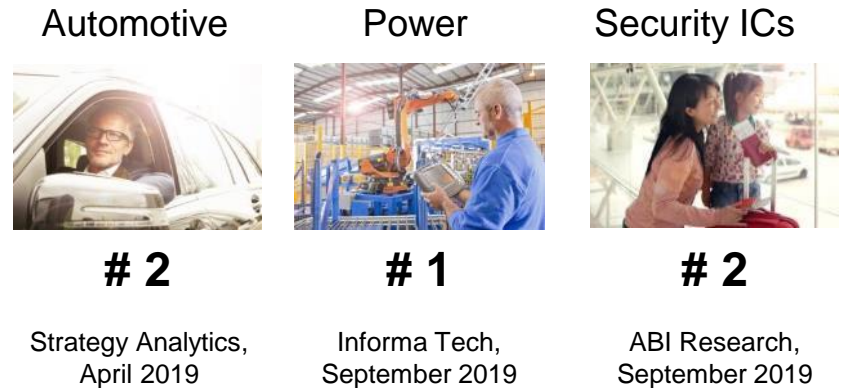 Automotive
Power
Security ICs
# 2
# 1
# 2
Strategy Analytics,
April 2019
Informa Tech,
September 2019
ABI Research,
September 2019